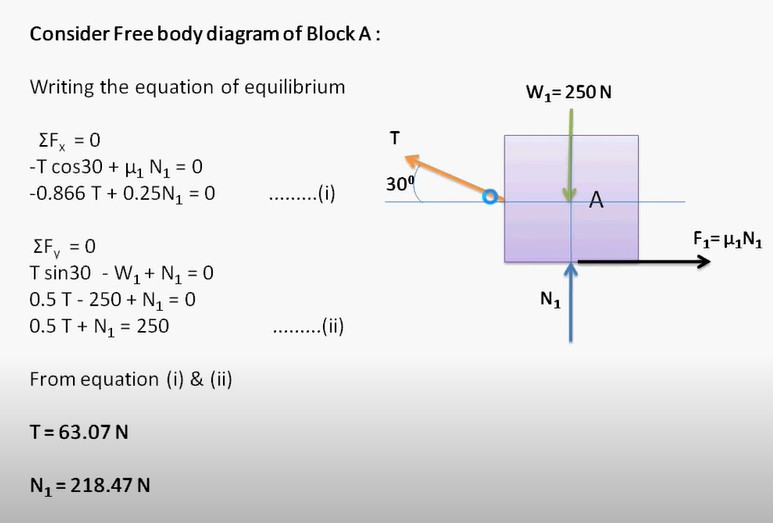 Consider Free body diagram of Block A :
Writing the equation of equilibrium
ΣFₓ = 0
-T cos30 + µ₁ N₁ = 0
-0.866 T + 0.25N₁ = 0 .........(i)
ΣFᵧ = 0
T sin30 - W₁ + N₁ = 0
0.5 T - 250 + N₁ = 0
0.5 T + N₁ = 250 .........(ii)
From equation (i) & (ii)
T = 63.07 N
N₁ = 218.47 N
W₁= 250 N
T
30⁰
A
F₁= µ₁N₁
N₁